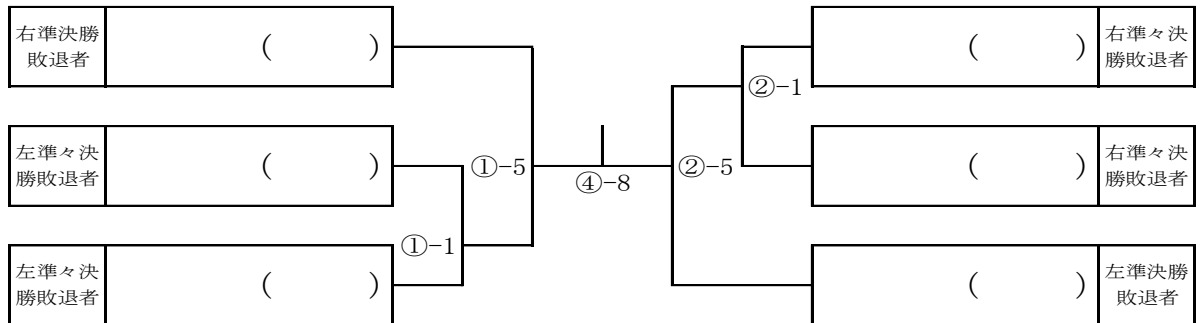 右準決勝
敗退者
(　　　)
(　　　)
右準々決
勝敗退者
②-1
左準々決
勝敗退者
(　　　)
①-5
④-8
②-5
(　　　)
右準々決
勝敗退者
①-1
左準々決
勝敗退者
(　　　)
(　　　)
左準決勝
敗退者